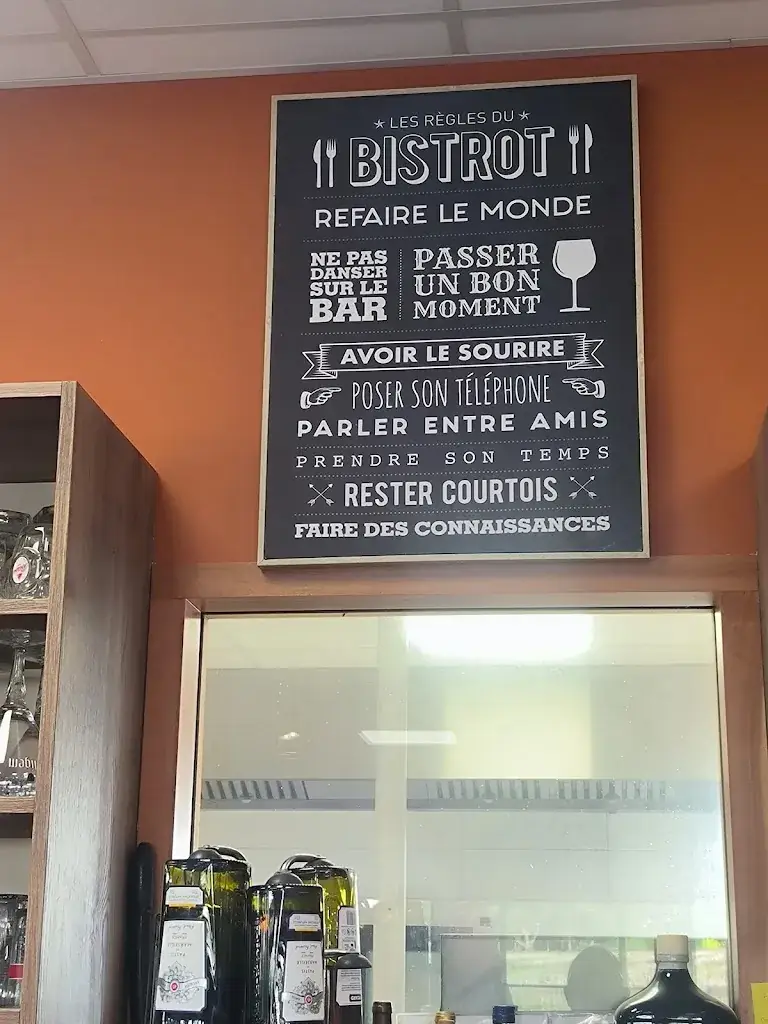 LES RÈGLES DU
BISTROT
REFAIRE LE MONDE
NE PAS
DANSER
SUR LE
BAR
PASSER
UN BON
MOMENT
AVOIR LE SOURIRE
POSER SON TÉLÉPHONE
PARLER ENTRE AMIS
PRENDRE SON TEMPS
RESTER COURTOIS
FAIRE DES CONNAISSANCES